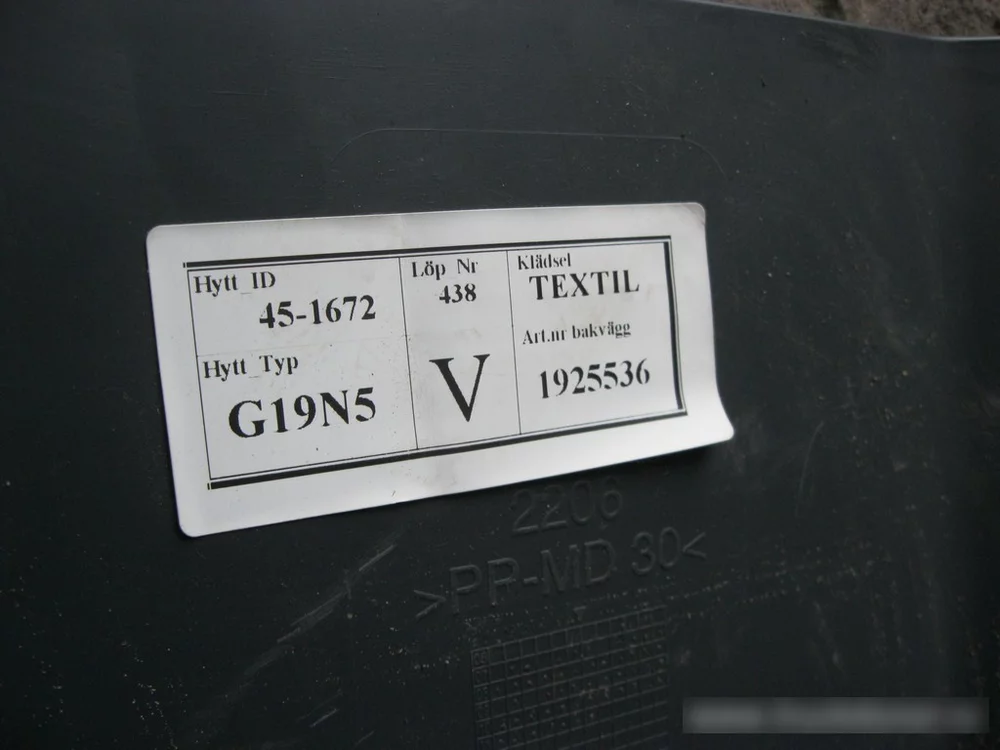 Hytt_ID
45-1672
Hytt_Typ
G19N5
Löp_Nr
438
V
Klädsel
TEXTIL
Art.nr bakvägg
1925536
2206
>PP-MD 30<